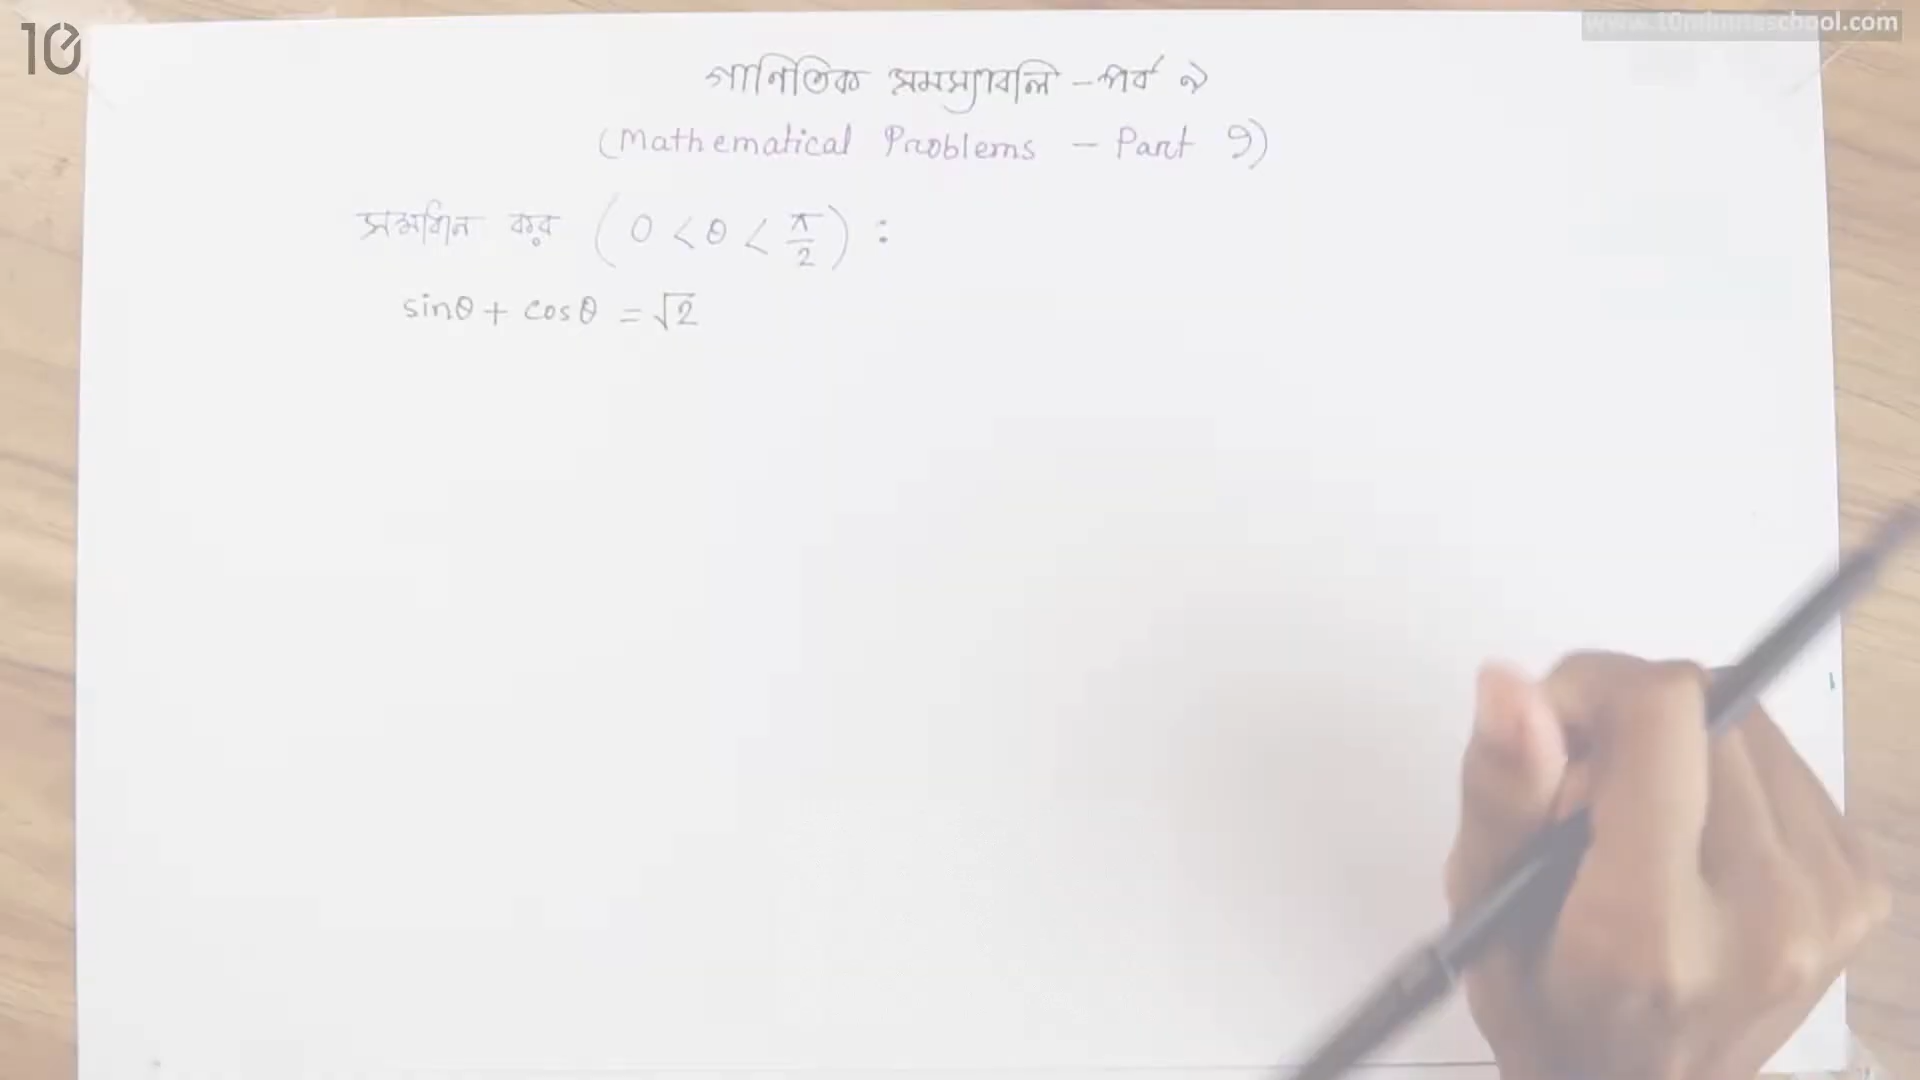 10
www.10minuteschool.com
গাণিতিক সমস্যাবলি - পর্ব ৯
(Mathematical Problems - Part 9)
সমাধান কর (0 < θ < π/2) :
sinθ + cosθ = √2